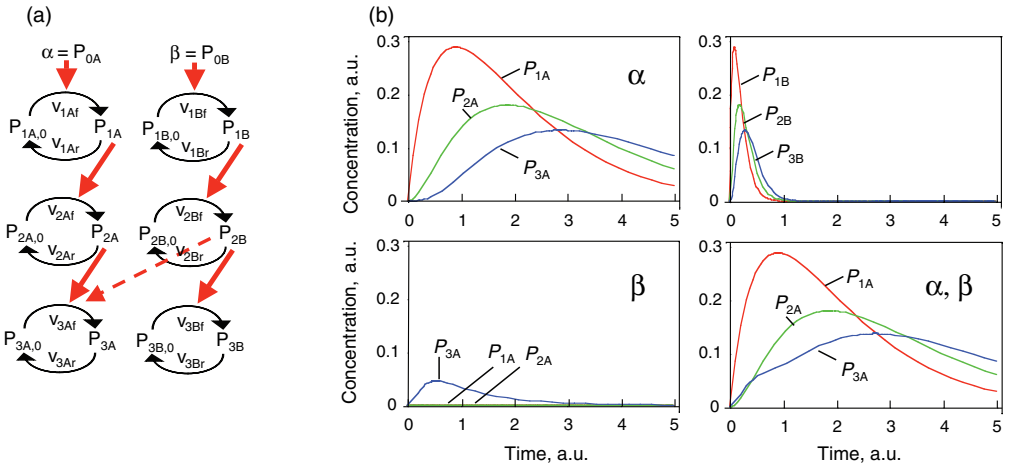 (a)
α = P0A
β = P0B
v1Af
v1Bf
P1A,0
P1A
P1B,0
P1B
v1Ar
v1Br
v2Af
v2Bf
P2A,0
P2A
P2B,0
P2B
v2Ar
v2Br
v3Af
v3Bf
P3A,0
P3A
P3B,0
P3B
v3Ar
v3Br
(b)
Concentration, a.u.
0.3
0.2
0.1
0
0 1 2 3 4 5
α
P1A
P2A
P3A
0.3
0.2
0.1
0
0 1 2 3 4 5
P1B
P2B
P3B
Concentration, a.u
0.3
0.2
0.1
0
0 1 2 3 4 5
β
P3A
P1A
P2A
Time, a.u.
0.3
0.2
0.1
0
0 1 2 3 4 5
α, β
P1A
P2A
P3A
Time, a.u.